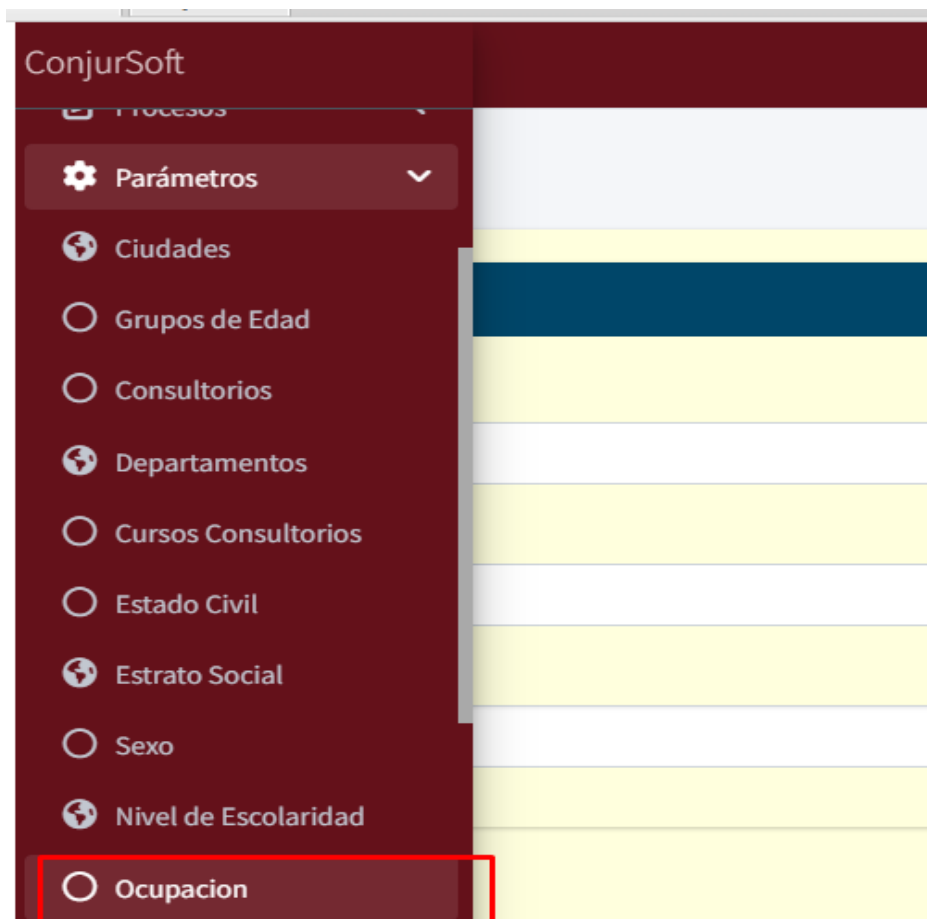 ConjurSoft
Procesos
Parámetros
Ciudades
Grupos de Edad
Consultorios
Departamentos
Cursos Consultorios
Estado Civil
Estrato Social
Sexo
Nivel de Escolaridad
Ocupacion